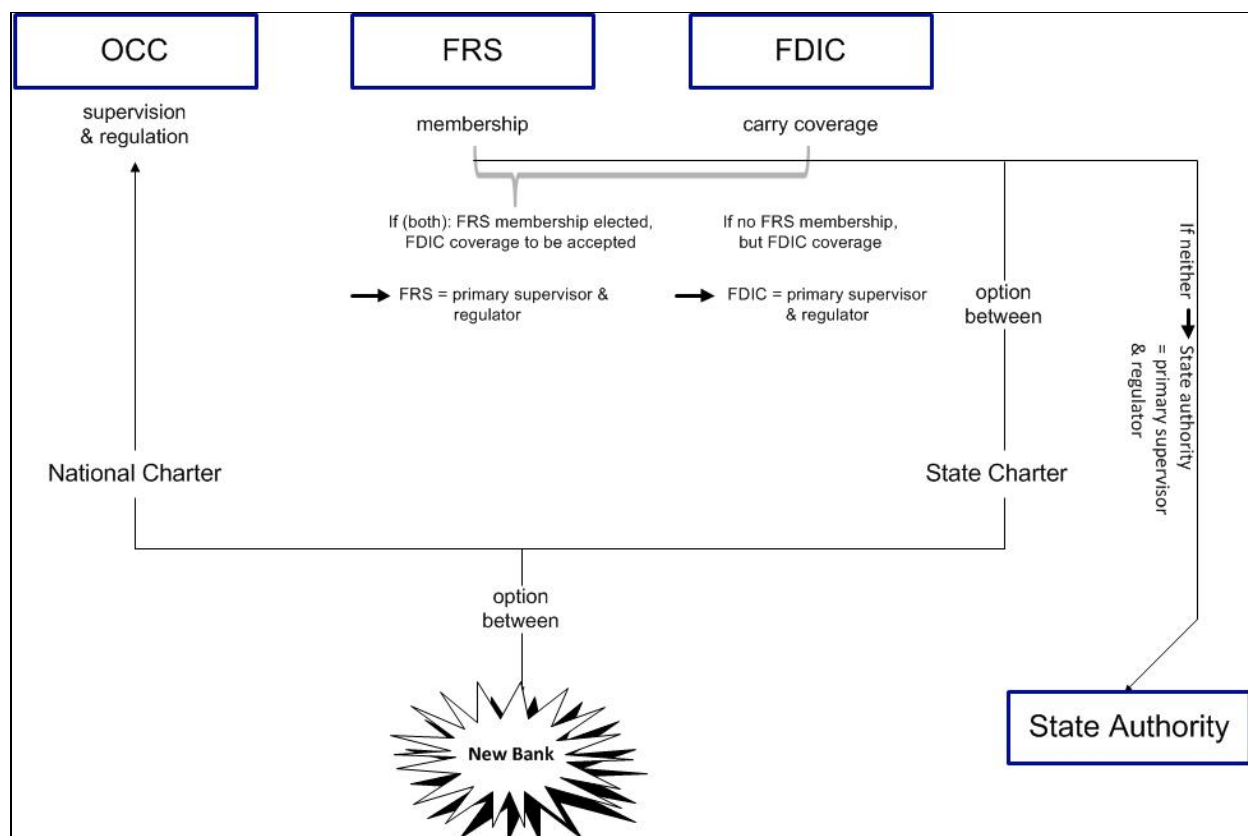 OCC
FRS
FDIC
supervision
& regulation
membership
carry coverage
If (both): FRS membership elected,
FDIC coverage to be accepted
If no FRS membership,
but FDIC coverage
FRS = primary supervisor &
regulator
FDIC = primary supervisor
& regulator
option
between
If neither
State authority
= primary supervisor
& regulator
National Charter
State Charter
option
between
New Bank
State Authority